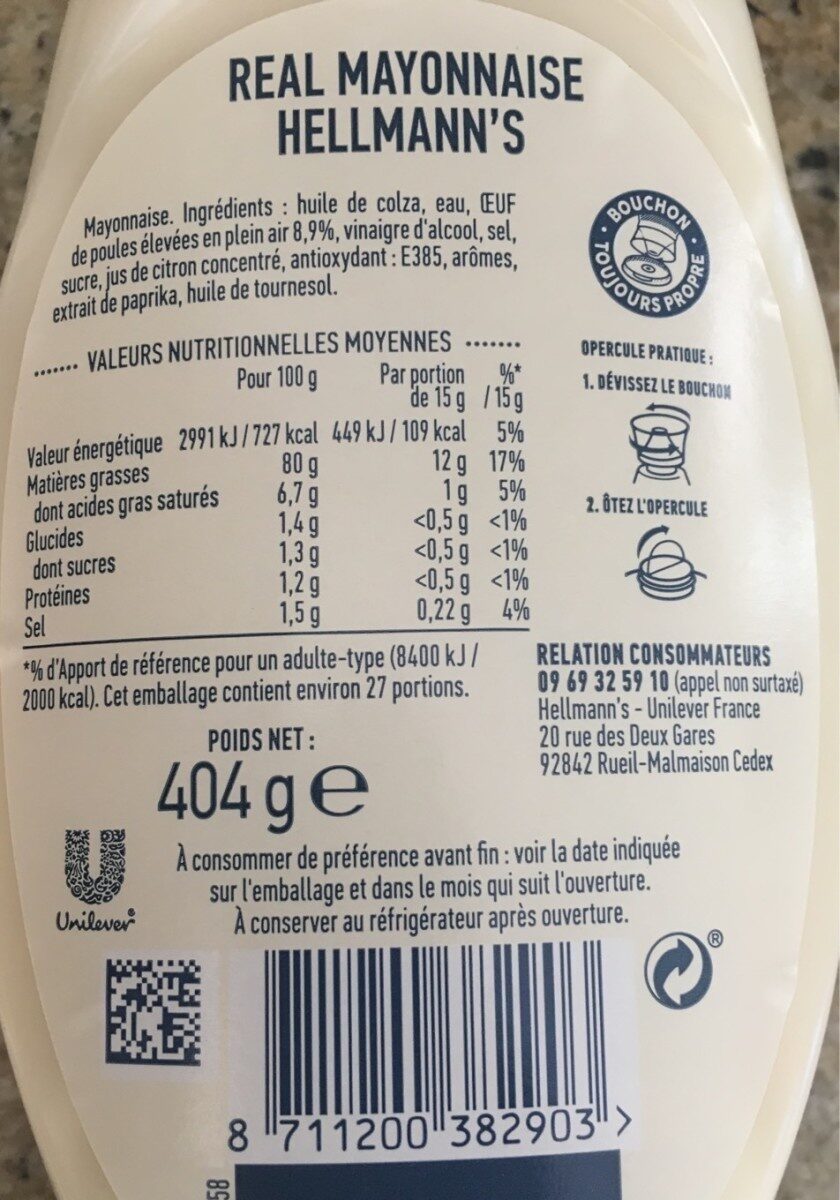 REAL MAYONNAISE
HELLMANN'S
Mayonnaise. Ingrédients : huile de colza, eau, ŒUF
de poules élevées en plein air 8,9%, vinaigre d'alcool, sel,
sucre, jus de citron concentré, antioxydant : E385, arômes,
extrait de paprika, huile de tournesol.
BOUCHON
TOUJOURS PROPRE
....... VALEURS NUTRITIONNELLES MOYENNES .......
Pour 100 g Par portion %*
de 15 g / 15 g
Valeur énergétique 2991 kJ / 727 kcal 449 kJ / 109 kcal 5%
Matières grasses 80 g 12 g 17%
dont acides gras saturés 6,7 g 1 g 5%
Glucides 1,4 g <0,5 g <1%
dont sucres 1,3 g <0,5 g <1%
Protéines 1,2 g <0,5 g <1%
Sel 1,5 g 0,22 g 4%
*% d'Apport de référence pour un adulte-type (8400 kJ /
2000 kcal). Cet emballage contient environ 27 portions.
OPERCULE PRATIQUE :
1. DÉVISSEZ LE BOUCHON
2. ÔTEZ L'OPERCULE
RELATION CONSOMMATEURS
09 69 32 59 10 (appel non surtaxé)
Hellmann's - Unilever France
20 rue des Deux Gares
92842 Rueil-Malmaison Cedex
POIDS NET :
404 g e
Unilever®
À consommer de préférence avant fin : voir la date indiquée
sur l'emballage et dans le mois qui suit l'ouverture.
À conserver au réfrigérateur après ouverture.
®
8 711200 382903 >
58